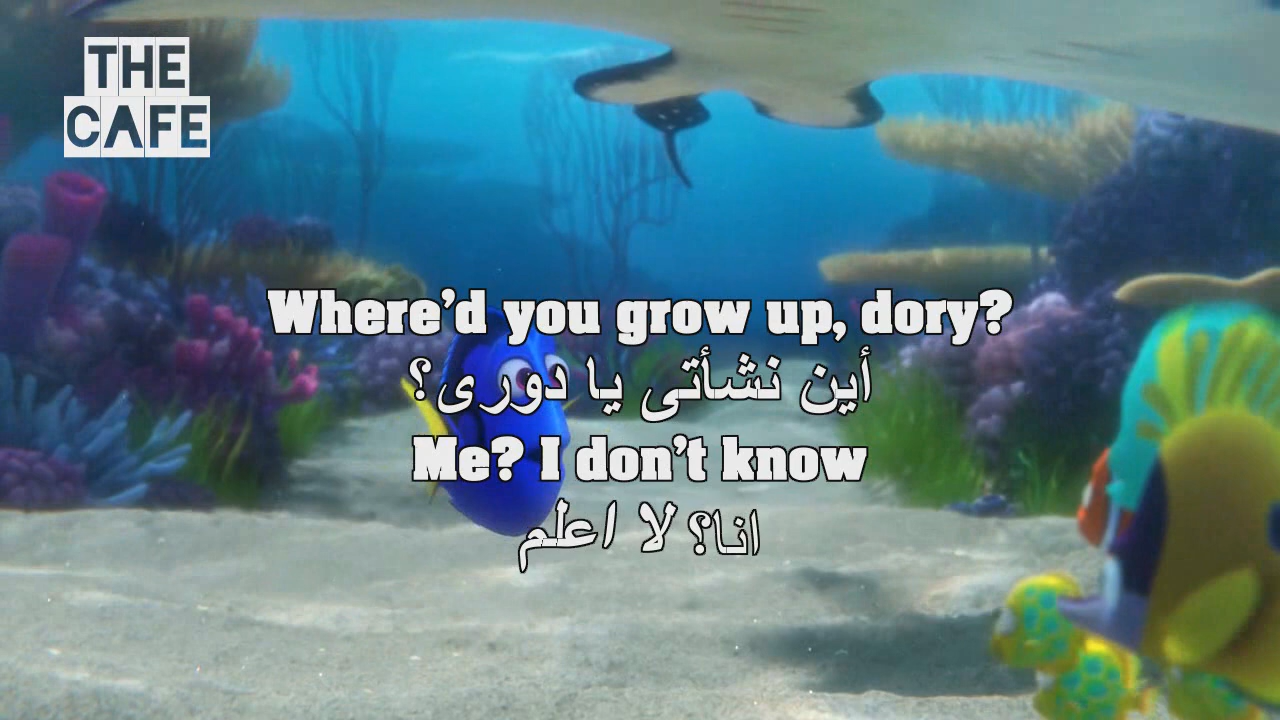 THE
CAFE
Where'd you grow up, dory?
أين نشأتى يا دورى؟
Me? I don't know
انا؟ لا اعلم